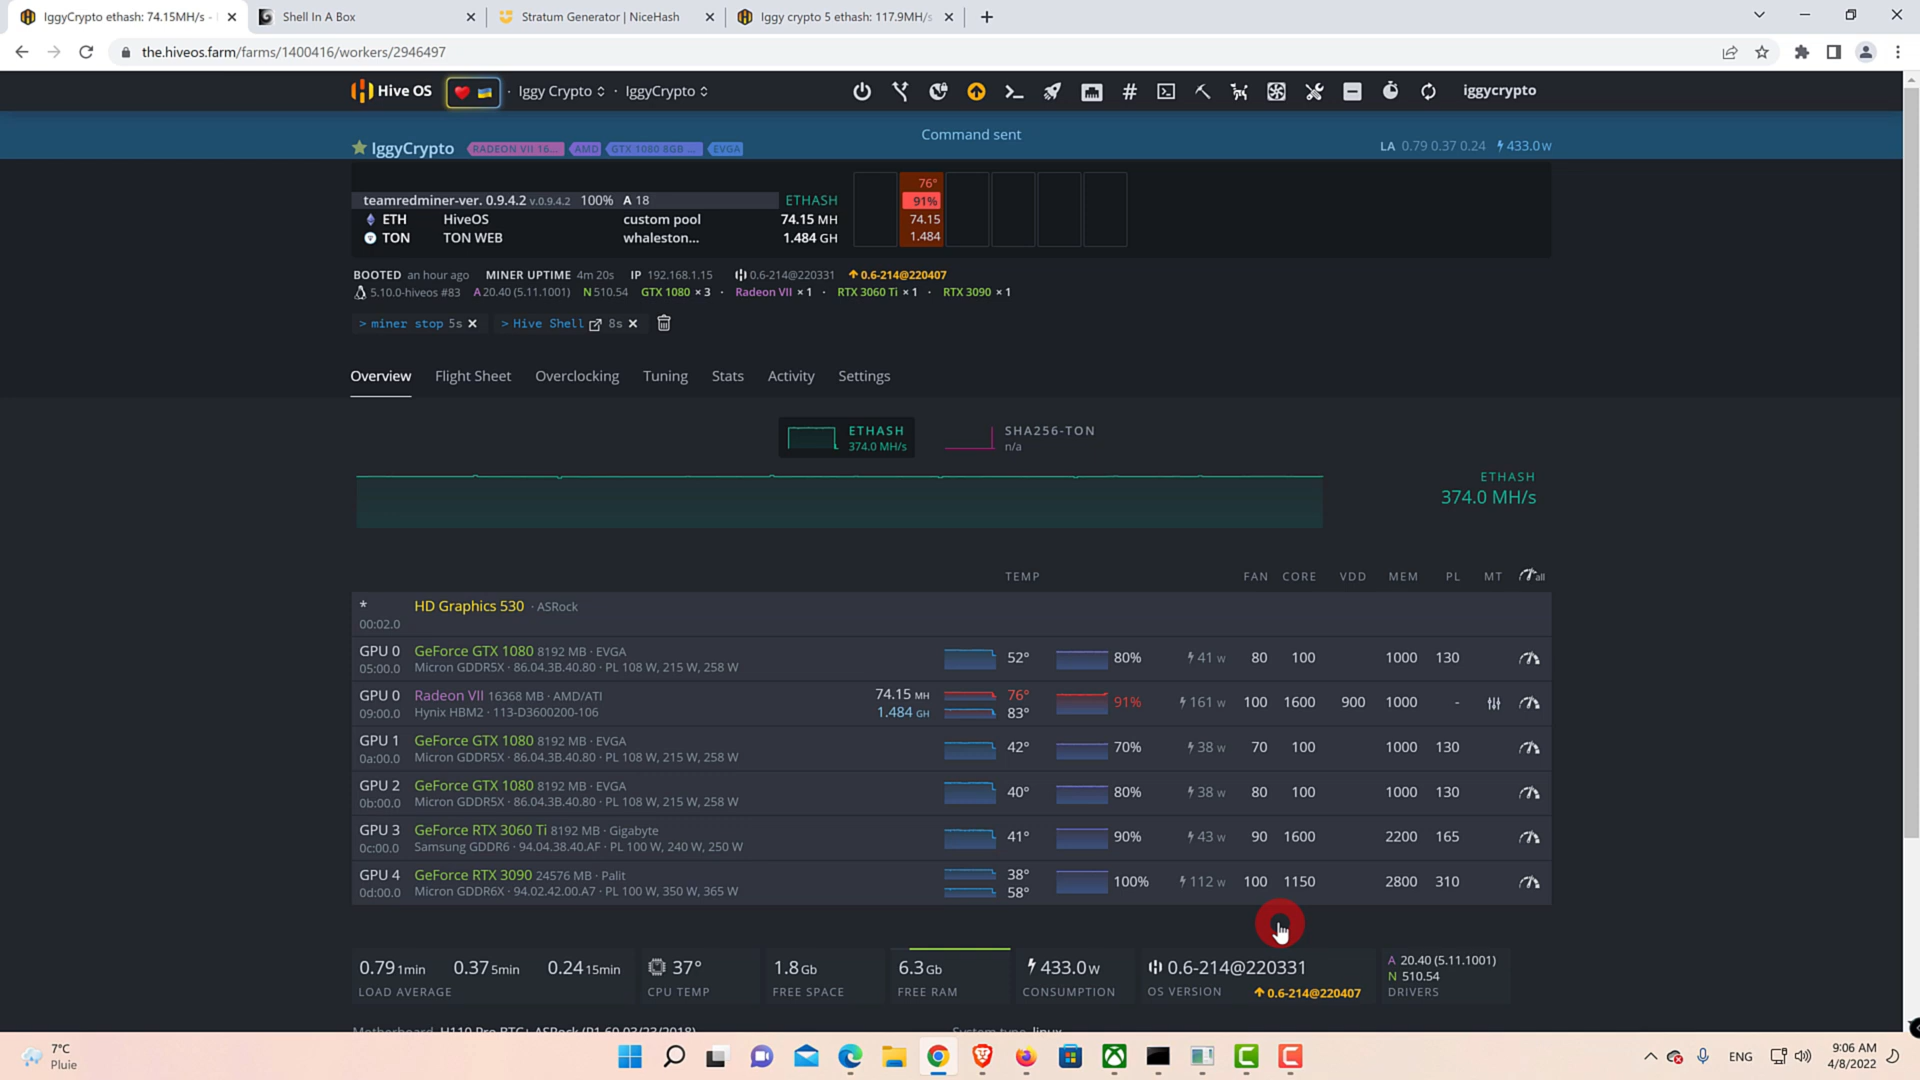 IggyCrypto ethash: 74.15MH/s -
Shell In A Box
Stratum Generator | NiceHash
Iggy crypto 5 ethash: 117.9MH/s
the.hiveos.farm/farms/1400416/workers/2946497
Hive OS · Iggy Crypto · IggyCrypto
iggycrypto
Command sent
IggyCrypto RADEON VII 16... AMD GTX 1080 8GB ... EVGA
LA 0.79 0.37 0.24 433.0 W
teamredminer-ver. 0.9.4.2 v.0.9.4.2 100% A 18 ETHASH
ETH HiveOS custom pool 74.15 MH
TON TON WEB whaleston... 1.484 GH
76°
91%
74.15
1.484
BOOTED an hour ago MINER UPTIME 4m 20s IP 192.168.1.15 0.6-214@220331 0.6-214@220407
5.10.0-hiveos #83 A 20.40 (5.11.1001) N 510.54 GTX 1080 × 3 · Radeon VII × 1 · RTX 3060 Ti × 1 · RTX 3090 × 1
> miner stop 5s ✕ > Hive Shell 8s ✕
Overview Flight Sheet Overclocking Tuning Stats Activity Settings
ETHASH
374.0 MH/s
SHA256-TON
n/a
ETHASH
374.0 MH/s
TEMP FAN CORE VDD MEM PL MT all
* HD Graphics 530 · ASRock
00:02.0
GPU 0 GeForce GTX 1080 8192 MB · EVGA 52° 80% 41 W 80 100 1000 130
05:00.0 Micron GDDR5X · 86.04.3B.40.80 · PL 108 W, 215 W, 258 W
GPU 0 Radeon VII 16368 MB · AMD/ATI 74.15 MH 76° 91% 161 W 100 1600 900 1000 -
09:00.0 Hynix HBM2 · 113-D3600200-106 1.484 GH 83°
GPU 1 GeForce GTX 1080 8192 MB · EVGA 42° 70% 38 W 70 100 1000 130
0a:00.0 Micron GDDR5X · 86.04.3B.40.80 · PL 108 W, 215 W, 258 W
GPU 2 GeForce GTX 1080 8192 MB · EVGA 40° 80% 38 W 80 100 1000 130
0b:00.0 Micron GDDR5X · 86.04.3B.40.80 · PL 108 W, 215 W, 258 W
GPU 3 GeForce RTX 3060 Ti 8192 MB · Gigabyte 41° 90% 43 W 90 1600 2200 165
0c:00.0 Samsung GDDR6 · 94.04.38.40.AF · PL 100 W, 240 W, 250 W
GPU 4 GeForce RTX 3090 24576 MB · Palit 38° 100% 112 W 100 1150 2800 310
0d:00.0 Micron GDDR6X · 94.02.42.00.A7 · PL 100 W, 350 W, 365 W 58°
0.79 1min 0.37 5min 0.24 15min
LOAD AVERAGE
37°
CPU TEMP
1.8 Gb
FREE SPACE
6.3 Gb
FREE RAM
433.0 W
CONSUMPTION
0.6-214@220331
OS VERSION 0.6-214@220407
A 20.40 (5.11.1001)
N 510.54
DRIVERS
Motherboard H110 Pro BTC+ ASRock (P1.60 03/23/2018)
System type linux
7°C
Pluie
ENG
9:06 AM
4/8/2022